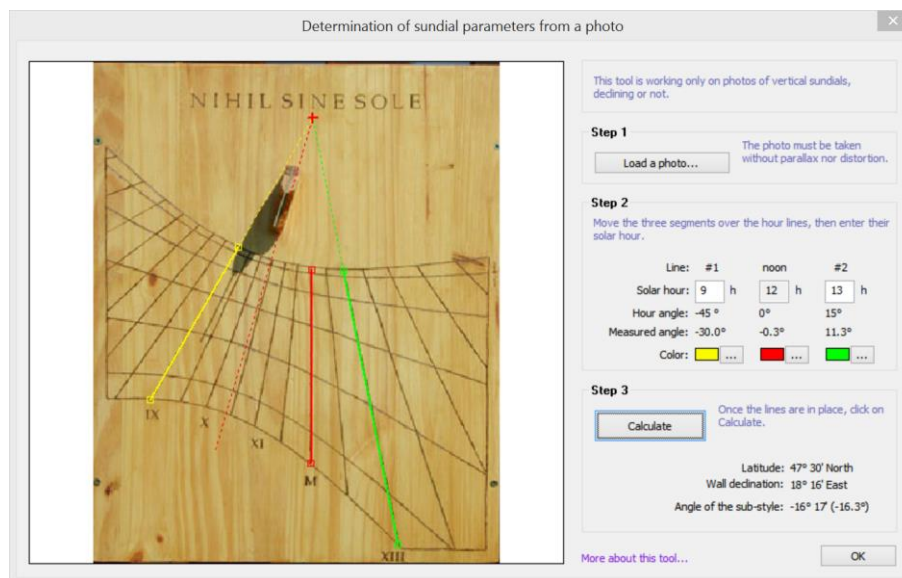 Determination of sundial parameters from a photo
NIHIL SINE SOLE
IX
X
XI
M
XIII
This tool is working only on photos of vertical sundials,
declining or not.
Step 1
Load a photo...
The photo must be taken
without parallax nor distortion.
Step 2
Move the three segments over the hour lines, then enter their
solar hour.
Line: #1 noon #2
Solar hour: 9 h 12 h 13 h
Hour angle: -45 ° 0° 15°
Measured angle: -30.0° -0.3° 11.3°
Color: ... ... ...
Step 3
Calculate
Once the lines are in place, click on
Calculate.
Latitude: 47° 30' North
Wall declination: 18° 16' East
Angle of the sub-style: -16° 17' (-16.3°)
More about this tool...
OK